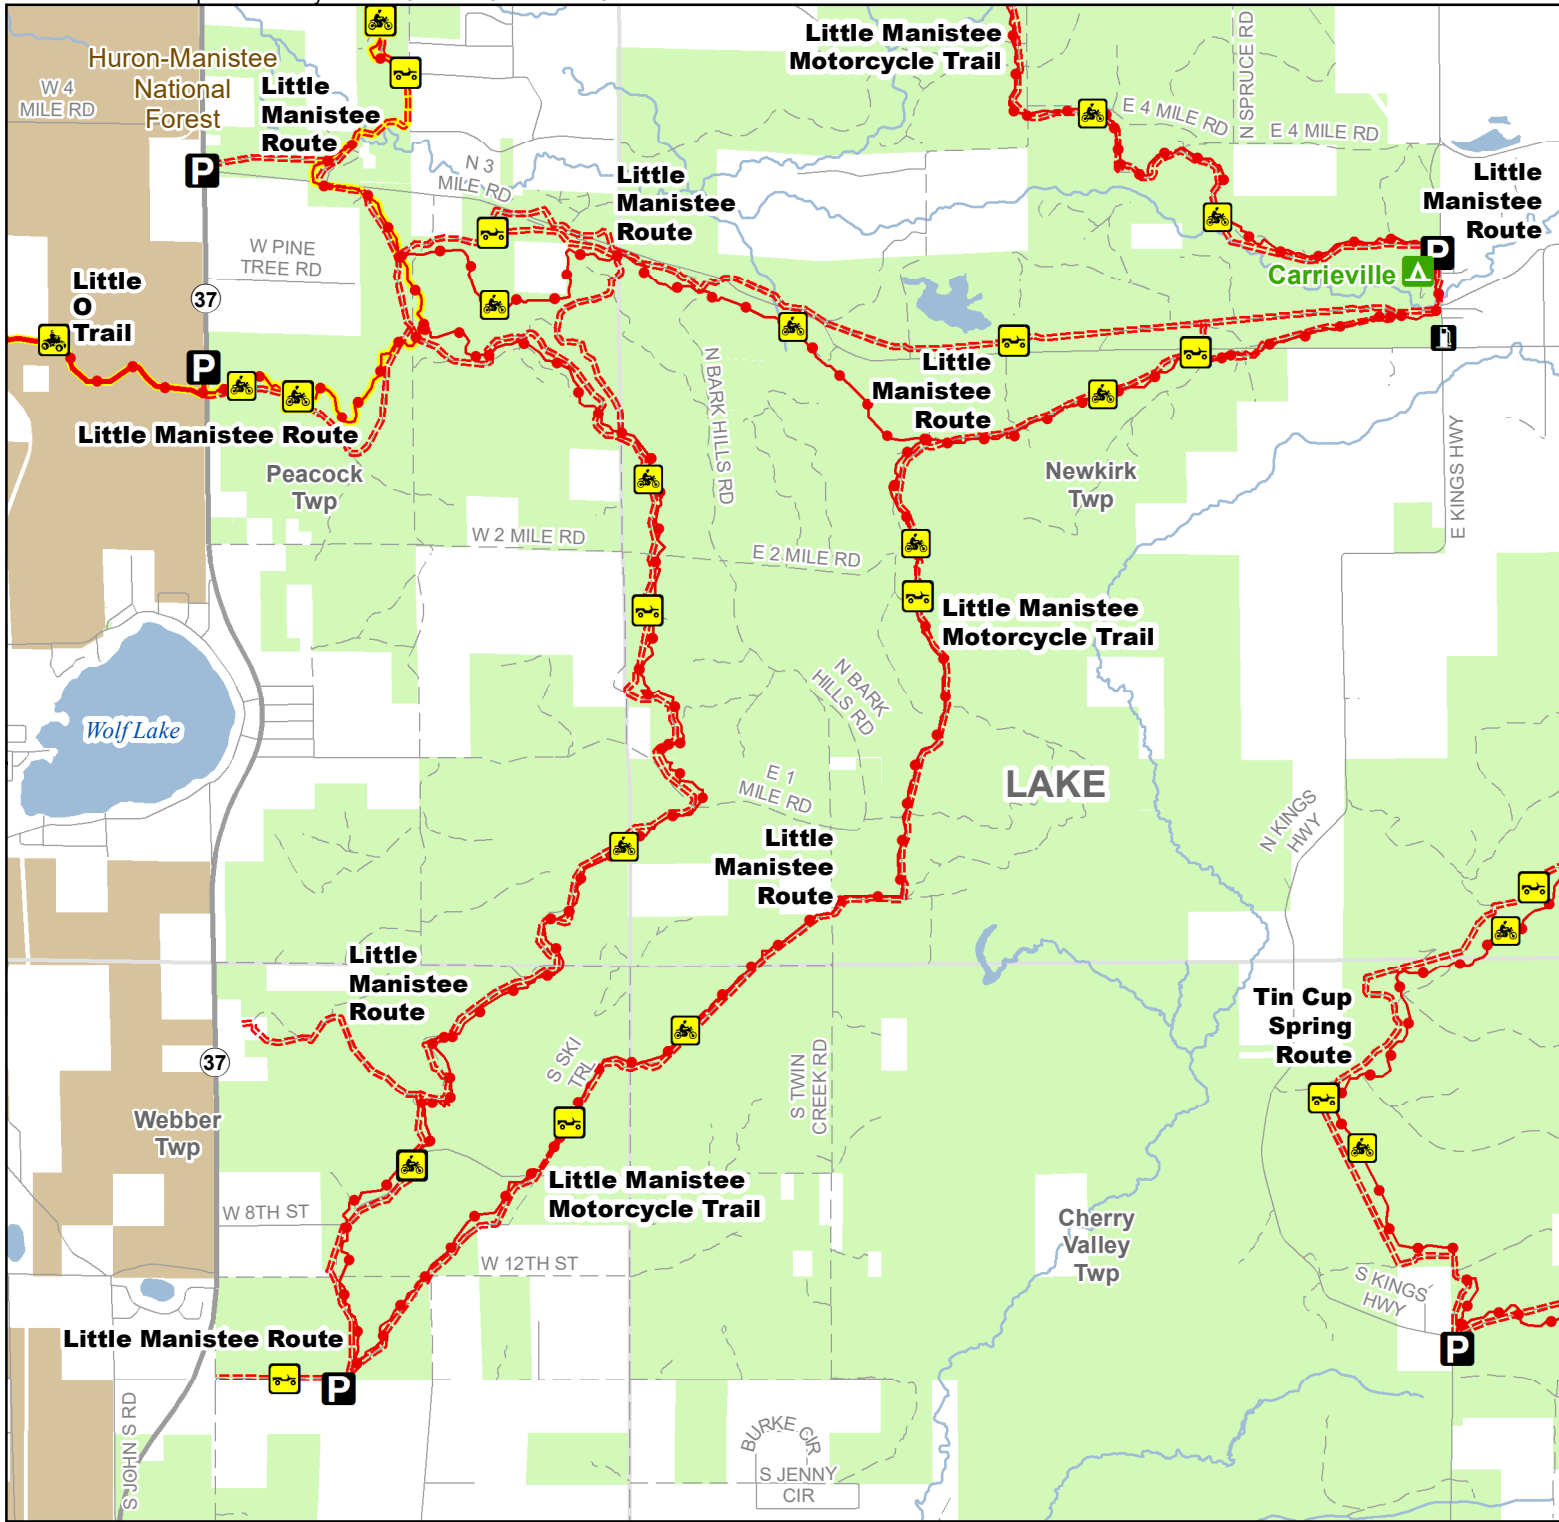 Little Manistee
Motorcycle Trail
Huron-Manistee
National
Forest
W 4
MILE RD
Little
Manistee
Route
E 4 MILE RD
N SPRUCE RD
E 4 MILE RD
P
N 3
MILE RD
Little
Manistee
Route
Little
Manistee
Route
W PINE
TREE RD
P
Carrieville
Little
O
Trail
37
P
N BARK HILLS RD
Little
Manistee
Route
Little Manistee Route
Peacock
Twp
Newkirk
Twp
E KINGS HWY
W 2 MILE RD
E 2 MILE RD
Little Manistee
Motorcycle Trail
N BARK
HILLS RD
Wolf Lake
E 1
MILE RD
LAKE
N KINGS
HWY
Little
Manistee
Route
Little
Manistee
Route
Tin Cup
Spring
Route
37
S SKI
TRL
S TWIN
CREEK RD
Webber
Twp
Little Manistee
Motorcycle Trail
W 8TH ST
Cherry
Valley
Twp
W 12TH ST
S KINGS
HWY
Little Manistee Route
P
P
S JOHN S RD
BURKE CIR
S JENNY
CIR